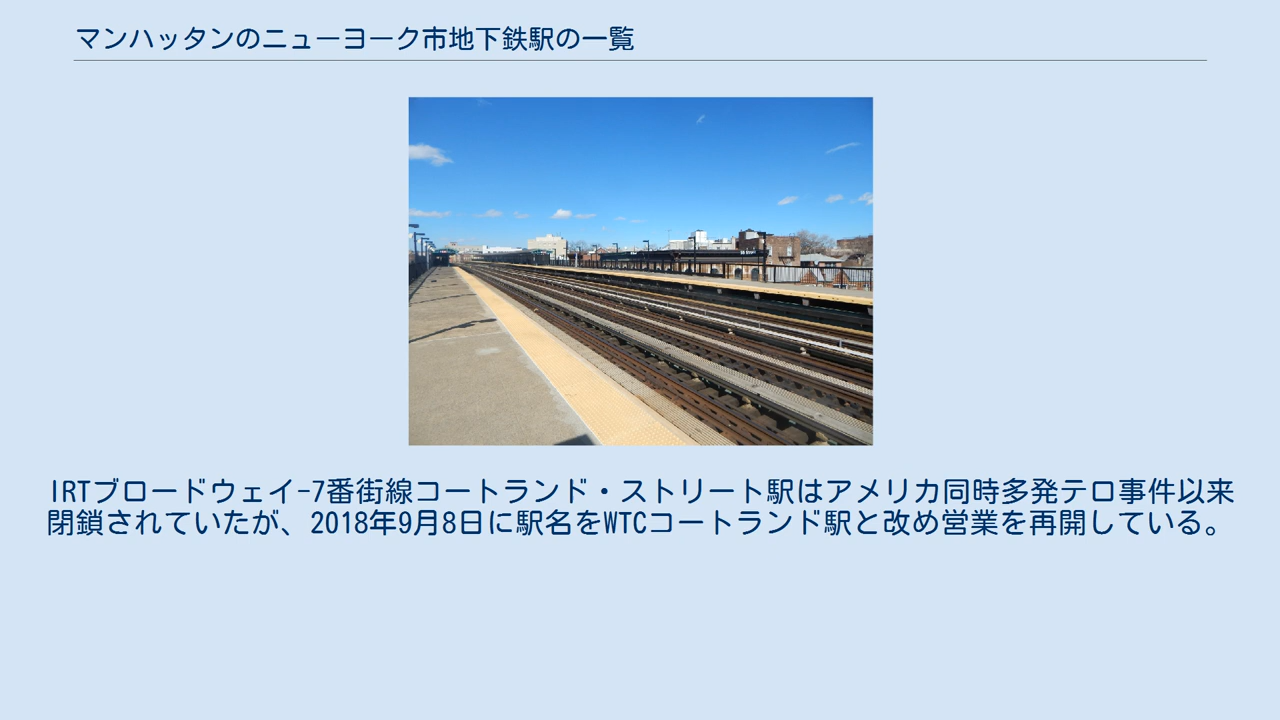 マンハッタンのニューヨーク市地下鉄駅の一覧
IRTブロードウェイ-7番街線コートランド・ストリート駅はアメリカ同時多発テロ事件以来
閉鎖されていたが、2018年9月8日に駅名をWTCコートランド駅と改め営業を再開している。